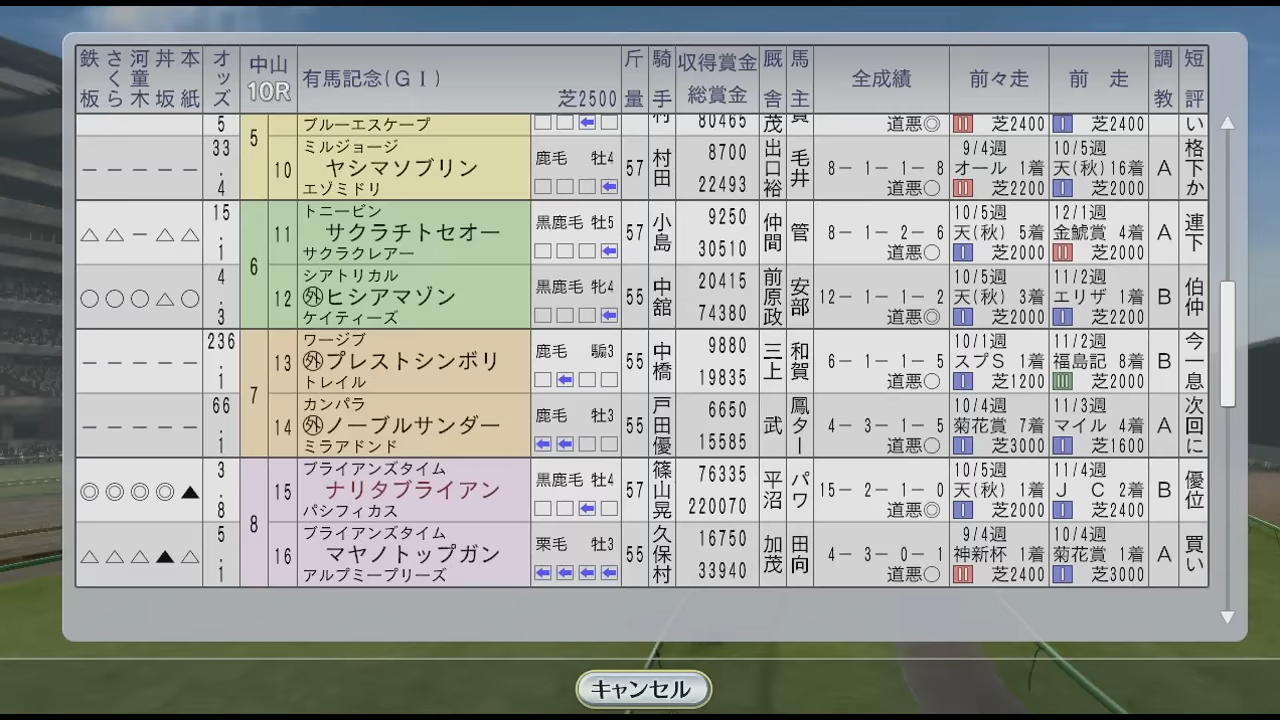 鉄板 さくら 河童木 丼坂 本紙 オッズ 中山10R 有馬記念(GⅠ) 芝2500 斤量 騎手 収得賞金 総賞金 厩舎 馬主 全成績 前々走 前走 調教 短評
5 5 ブルーエスケープ 80465 茂 道悪◎ Ⅱ 芝2400 Ⅰ 芝2400 い
－ － － － － 33.4 10 ミルジョージ ヤシマソブリン エゾミドリ 鹿毛 牡4 57 村田 8700 22493 出口裕 毛井 8－1－1－8 道悪○ 9/4週 オール 1着 Ⅱ 芝2200 10/5週 天(秋)16着 Ⅰ 芝2000 A 格下か
△ △ － △ △ 15.1 6 11 トニービン サクラチトセオー サクラクレアー 黒鹿毛 牡5 57 小島 9250 30510 仲間 管 8－1－2－6 道悪○ 10/5週 天(秋) 5着 Ⅰ 芝2000 12/1週 金鯱賞 4着 Ⅱ 芝2000 A 連下
○ ○ ○ △ ○ 4.3 12 シアトリカル 外ヒシアマゾン ケイティーズ 黒鹿毛 牝4 55 中舘 20415 74380 前原政 安部 12－1－1－2 道悪◎ 10/5週 天(秋) 3着 Ⅰ 芝2000 11/2週 エリザ 1着 Ⅰ 芝2200 B 伯仲
－ － － － － 236.1 7 13 ワージブ 外プレストシンボリ トレイル 鹿毛 騸3 55 中橋 9880 19835 三上 和賀 6－1－1－5 道悪○ 10/1週 スプS 1着 Ⅰ 芝1200 11/2週 福島記 8着 Ⅲ 芝2000 B 今一息
－ － － － － 66.1 14 カンパラ 外ノーブルサンダー ミラアドンド 鹿毛 牡3 55 戸田優 6650 15585 武 鳳ター 4－3－1－5 道悪○ 10/4週 菊花賞 7着 Ⅰ 芝3000 11/3週 マイル 4着 Ⅰ 芝1600 A 次回に
◎ ◎ ◎ ◎ ▲ 3.8 8 15 ブライアンズタイム ナリタブライアン パシフィカス 黒鹿毛 牡4 57 篠山晃 76335 220070 平沼 パワ 15－2－1－0 道悪◎ 10/5週 天(秋) 1着 Ⅰ 芝2000 11/4週 J C 2着 Ⅰ 芝2400 B 優位
△ △ △ ▲ △ 5.1 16 ブライアンズタイム マヤノトップガン アルプミープリーズ 栗毛 牡3 55 久保村 16750 33940 加茂 田向 4－3－0－1 道悪○ 9/4週 神新杯 1着 Ⅱ 芝2400 10/4週 菊花賞 1着 Ⅰ 芝3000 A 買い
キャンセル